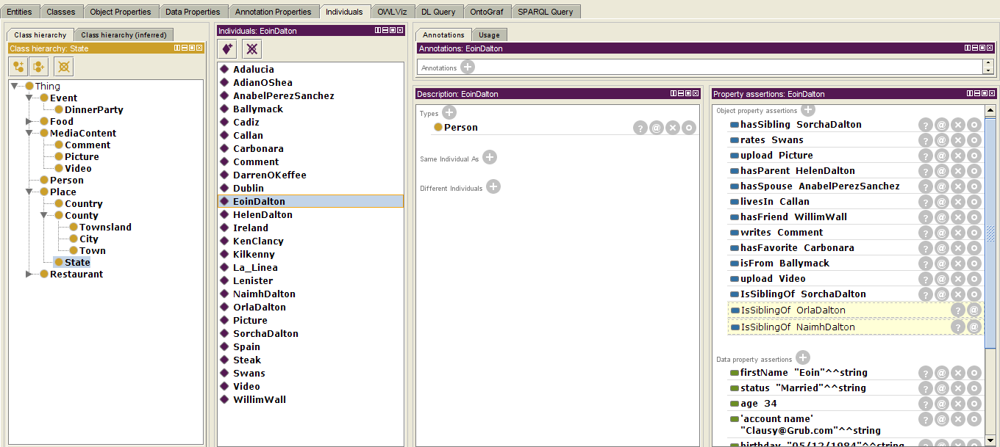 Entities Classes Object Properties Data Properties Annotation Properties Individuals OWLViz DL Query OntoGraf SPARQL Query
Class hierarchy Class hierarchy (inferred)
Class hierarchy: State
Thing
Event
DinnerParty
Food
MediaContent
Comment
Picture
Video
Person
Place
Country
County
Townsland
City
Town
State
Restaurant
Individuals: EoinDalton
Adalucia
AdianOShea
AnabelPerezSanchez
Ballymack
Cadiz
Callan
Carbonara
Comment
DarrenOKeffee
Dublin
EoinDalton
HelenDalton
Ireland
KenClancy
Kilkenny
La_Linea
Lenister
NaimhDalton
OrlaDalton
Picture
SorchaDalton
Spain
Steak
Swans
Video
WillimWall
Annotations Usage
Annotations: EoinDalton
Annotations
Description: EoinDalton
Types
Person
Same Individual As
Different Individuals
Property assertions: EoinDalton
Object property assertions
hasSibling SorchaDalton
rates Swans
upload Picture
hasParent HelenDalton
hasSpouse AnabelPerezSanchez
livesIn Callan
hasFriend WillimWall
writes Comment
hasFavorite Carbonara
isFrom Ballymack
upload Video
IsSiblingOf SorchaDalton
IsSiblingOf OrlaDalton
IsSiblingOf NaimhDalton
Data property assertions
firstName "Eoin"^^string
status "Married"^^string
age 34
'account name'
"Clausy@Grub.com"^^string
birthday "05/12/1984"^^string